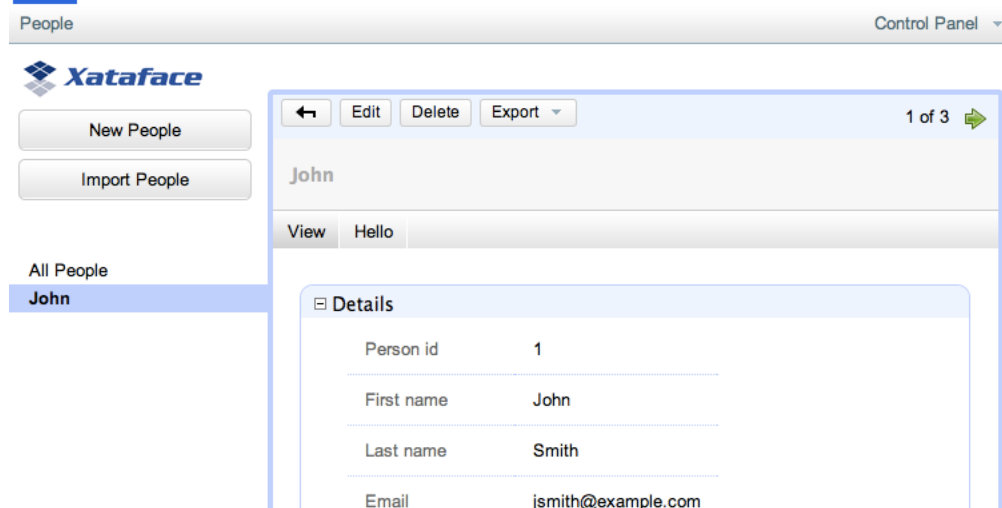 People Control Panel
Xataface
New People
Import People
All People
John
Edit Delete Export
1 of 3
John
View Hello
Details
Person id 1
First name John
Last name Smith
Email jsmith@example.com